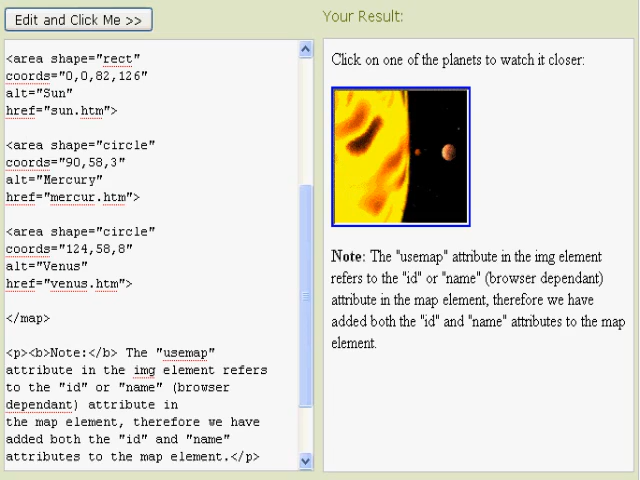 Edit and Click Me >>
Your Result:
<area shape="rect"
coords="0,0,82,126"
alt="Sun"
href="sun.htm">
<area shape="circle"
coords="90,58,3"
alt="Mercury"
href="mercur.htm">
<area shape="circle"
coords="124,58,8"
alt="Venus"
href="venus.htm">
</map>
<p><b>Note:</b> The "usemap"
attribute in the img element refers
to the "id" or "name" (browser
dependant) attribute in
the map element, therefore we have
added both the "id" and "name"
attributes to the map element.</p>
Click on one of the planets to watch it closer:
Note: The "usemap" attribute in the img element
refers to the "id" or "name" (browser dependant)
attribute in the map element, therefore we have
added both the "id" and "name" attributes to the map
element.